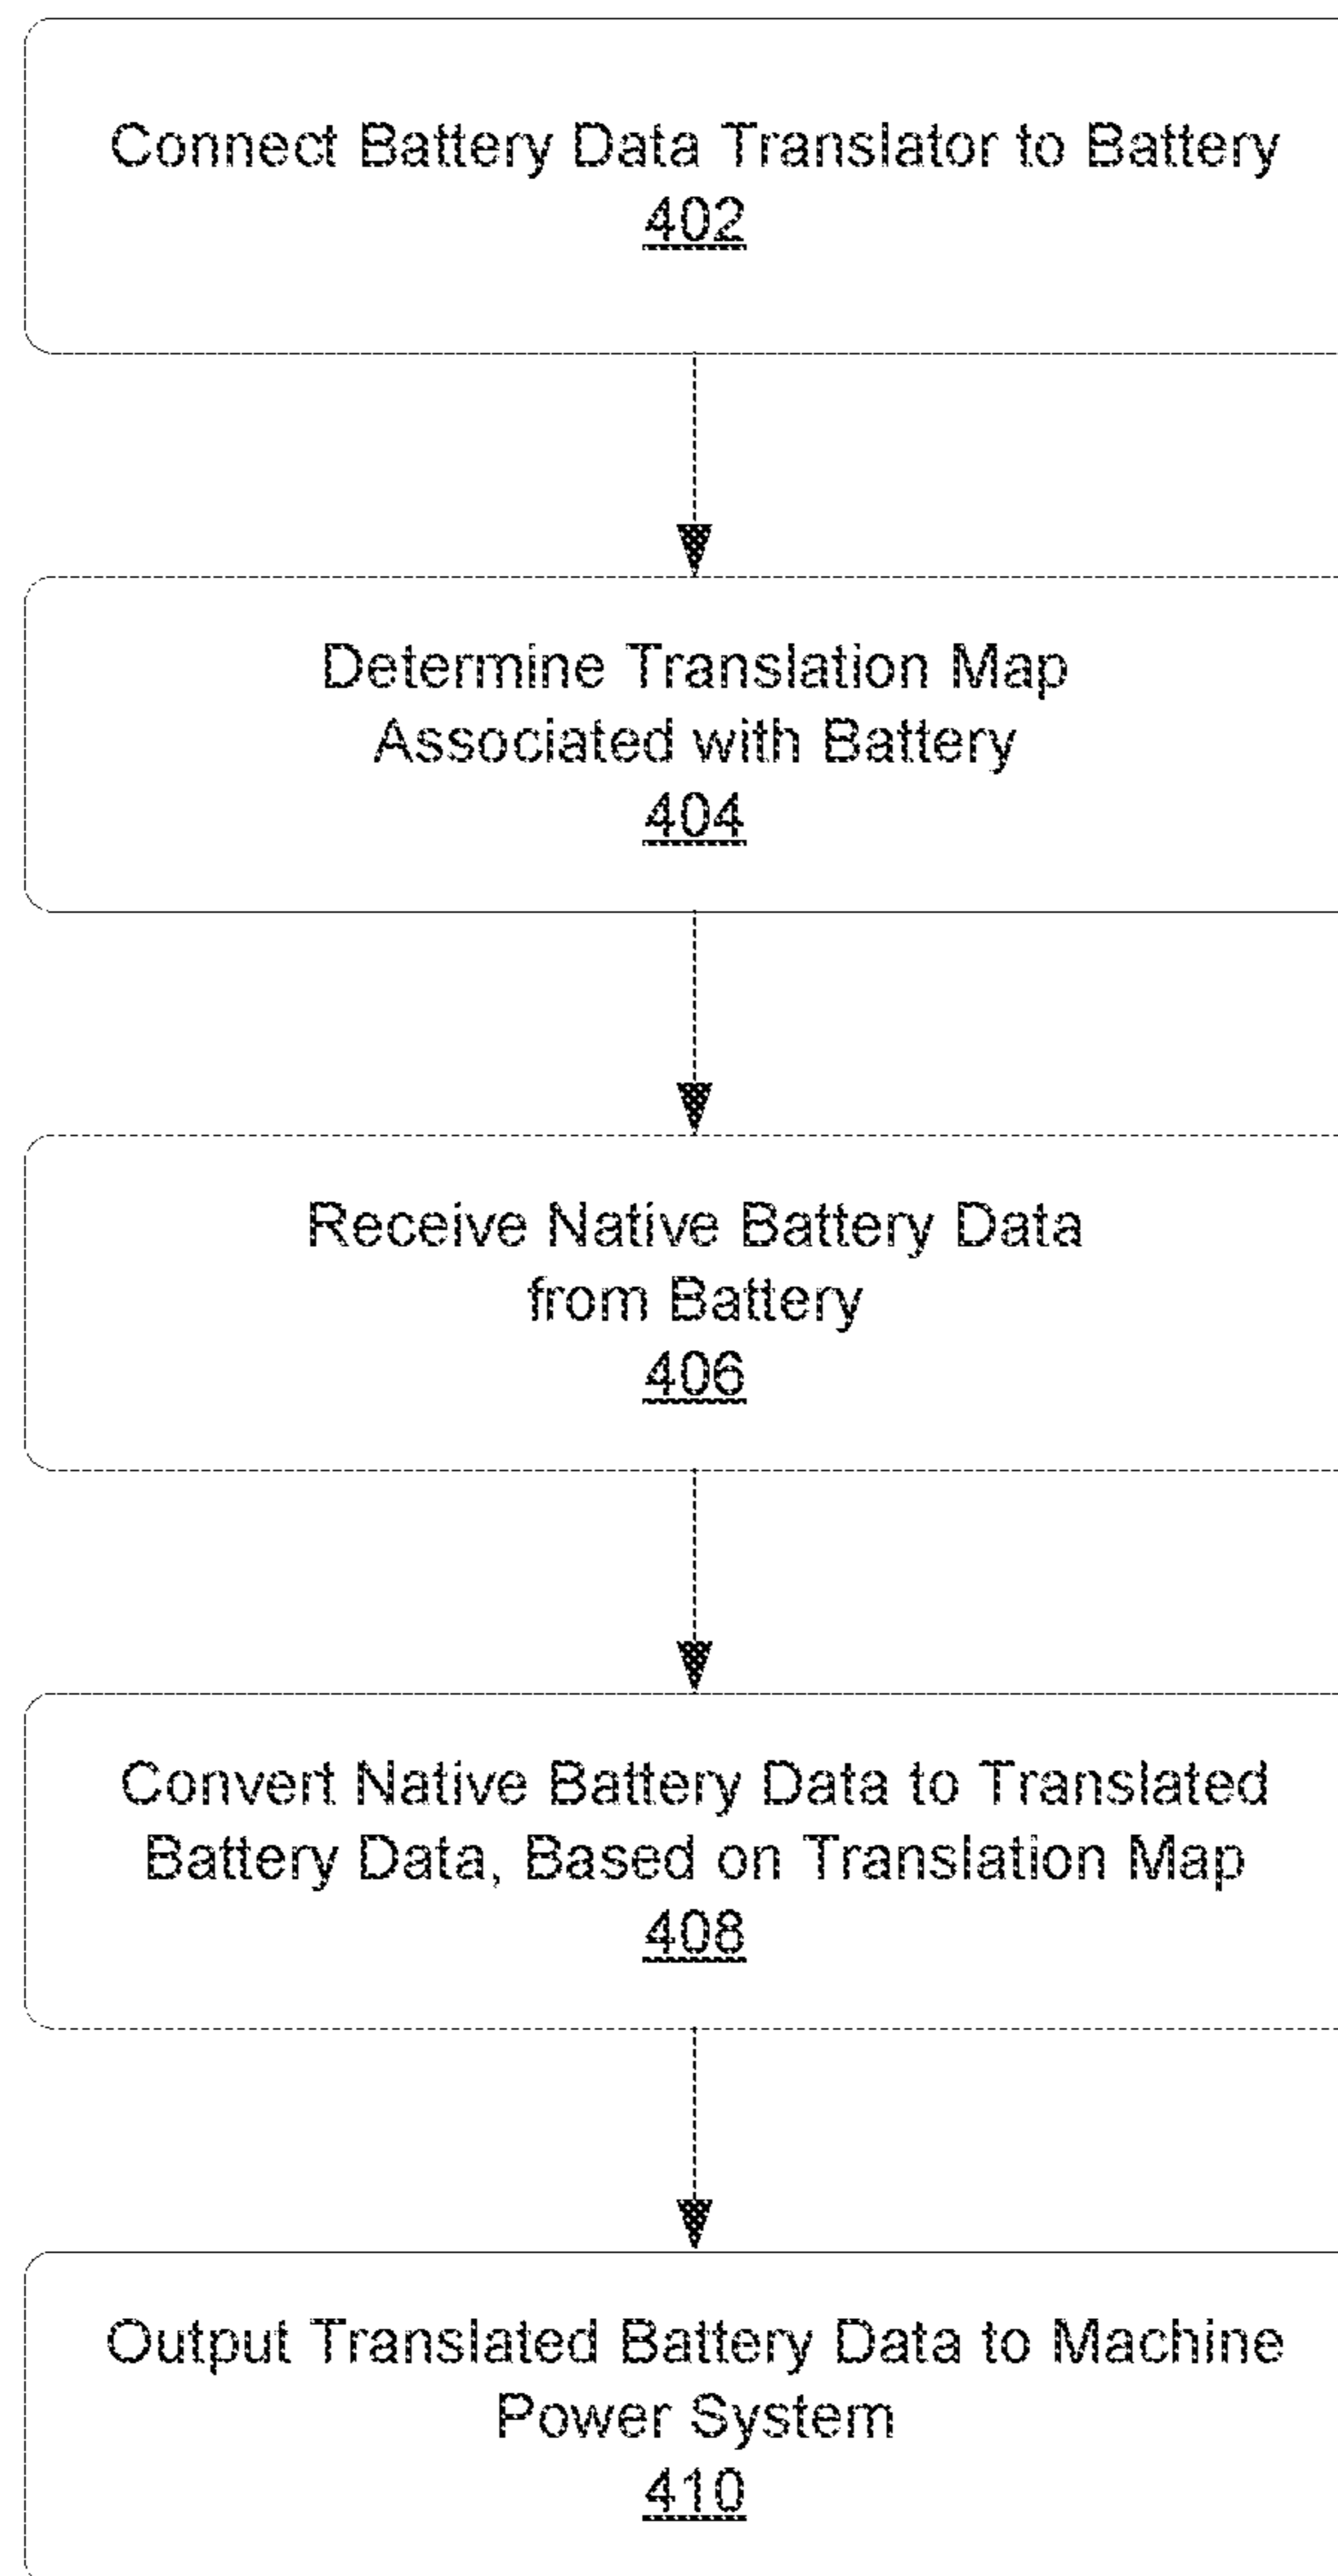 Connect Battery Data Translator to Battery
402
Determine Translation Map
Associated with Battery
404
Receive Native Battery Data
from Battery
406
Convert Native Battery Data to Translated
Battery Data, Based on Translation Map
408
Output Translated Battery Data to Machine
Power System
410